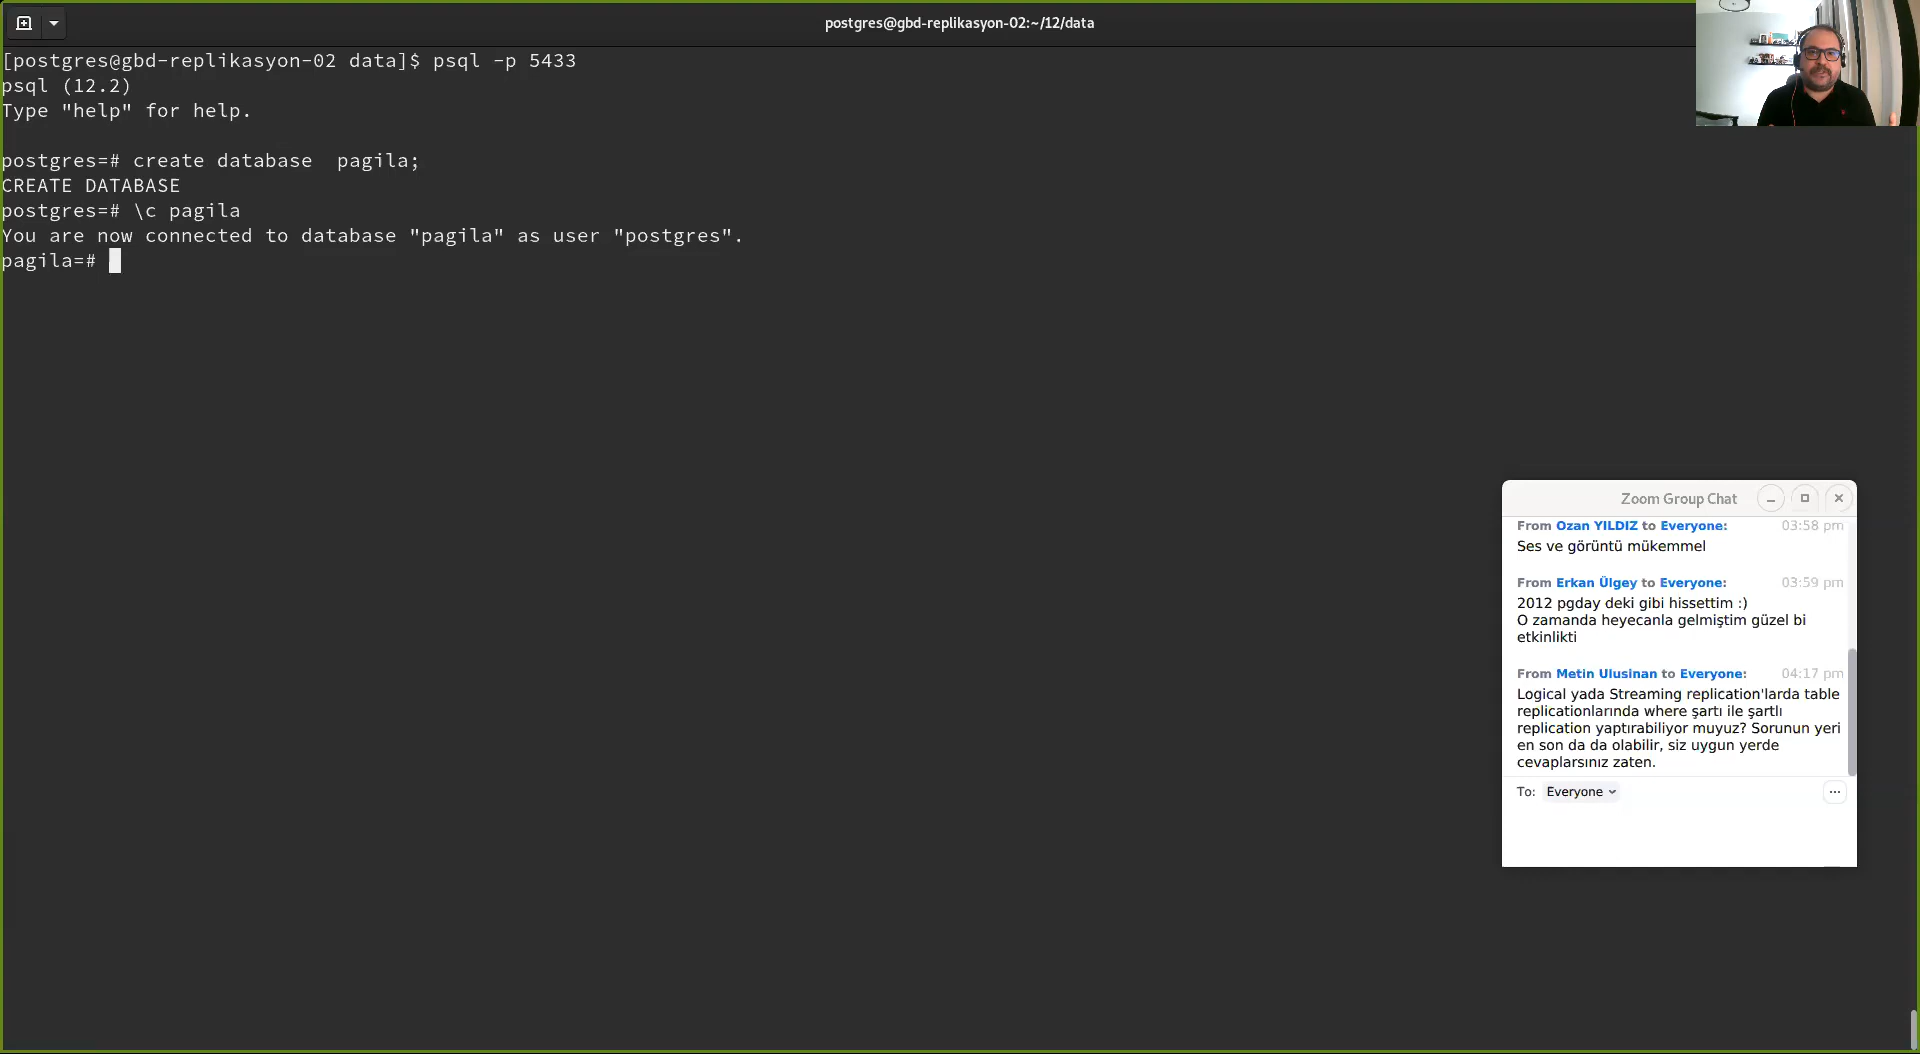 postgres@gbd-replikasyon-02:~/12/data
[postgres@gbd-replikasyon-02 data]$ psql -p 5433
psql (12.2)
Type "help" for help.
postgres=# create database  pagila;
CREATE DATABASE
postgres=# \c pagila
You are now connected to database "pagila" as user "postgres".
pagila=#
Zoom Group Chat
From Ozan YILDIZ to Everyone: 03:58 pm
Ses ve görüntü mükemmel
From Erkan Ülgey to Everyone: 03:59 pm
2012 pgday deki gibi hissettim :)
O zamanda heyecanla gelmiştim güzel bi
etkinlikti
From Metin Ulusinan to Everyone: 04:17 pm
Logical yada Streaming replication'larda table
replicationlarında where şartı ile şartlı
replication yaptırabiliyor muyuz? Sorunun yeri
en son da da olabilir, siz uygun yerde
cevaplarsınız zaten.
To: Everyone